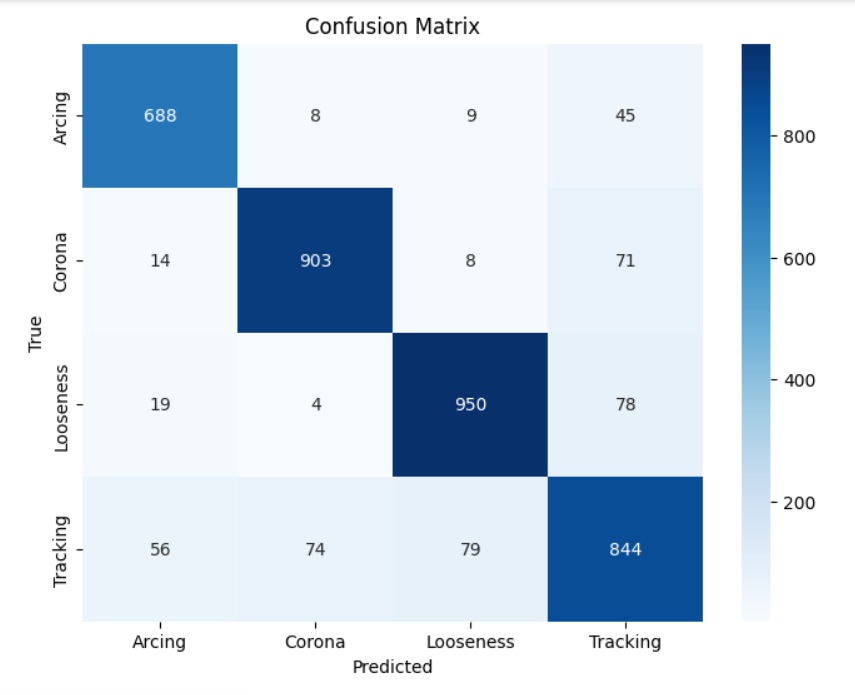 Confusion Matrix
Arcing 688 8 9 45
Corona 14 903 8 71
Looseness 19 4 950 78
Tracking 56 74 79 844
True
Arcing Corona Looseness Tracking
Predicted
800
600
400
200